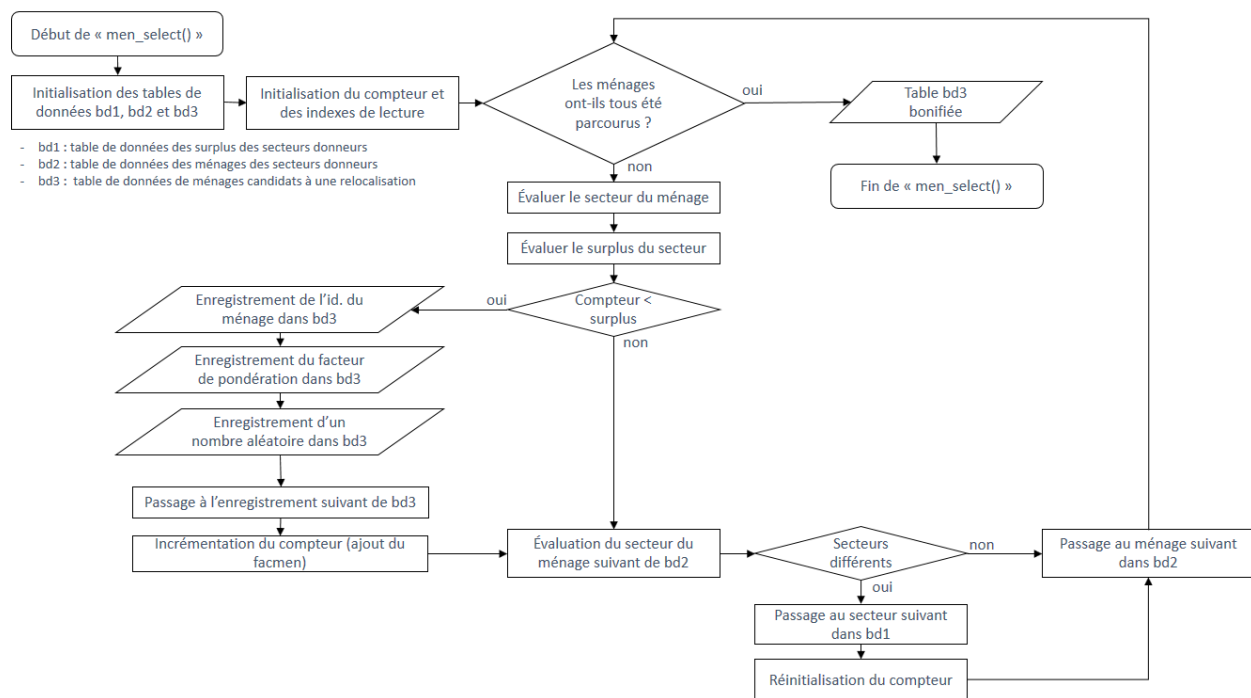 Début de « men_select() »
Initialisation des tables de
données bd1, bd2 et bd3
Initialisation du compteur et
des indexes de lecture
Les ménages
ont-ils tous été
parcourus ?
oui
Table bd3
bonifiée
Fin de « men_select() »
- bd1 : table de données des surplus des secteurs donneurs
- bd2 : table de données des ménages des secteurs donneurs
- bd3 : table de données de ménages candidats à une relocalisation
non
Évaluer le secteur du ménage
Évaluer le surplus du secteur
Compteur <
surplus
oui
non
Enregistrement de l’id. du
ménage dans bd3
Enregistrement du facteur
de pondération dans bd3
Enregistrement d’un
nombre aléatoire dans bd3
Passage à l’enregistrement suivant de bd3
Incrémentation du compteur (ajout du
facmen)
Évaluation du secteur du
ménage suivant de bd2
Secteurs
différents
non
oui
Passage au ménage suivant
dans bd2
Passage au secteur suivant
dans bd1
Réinitialisation du compteur